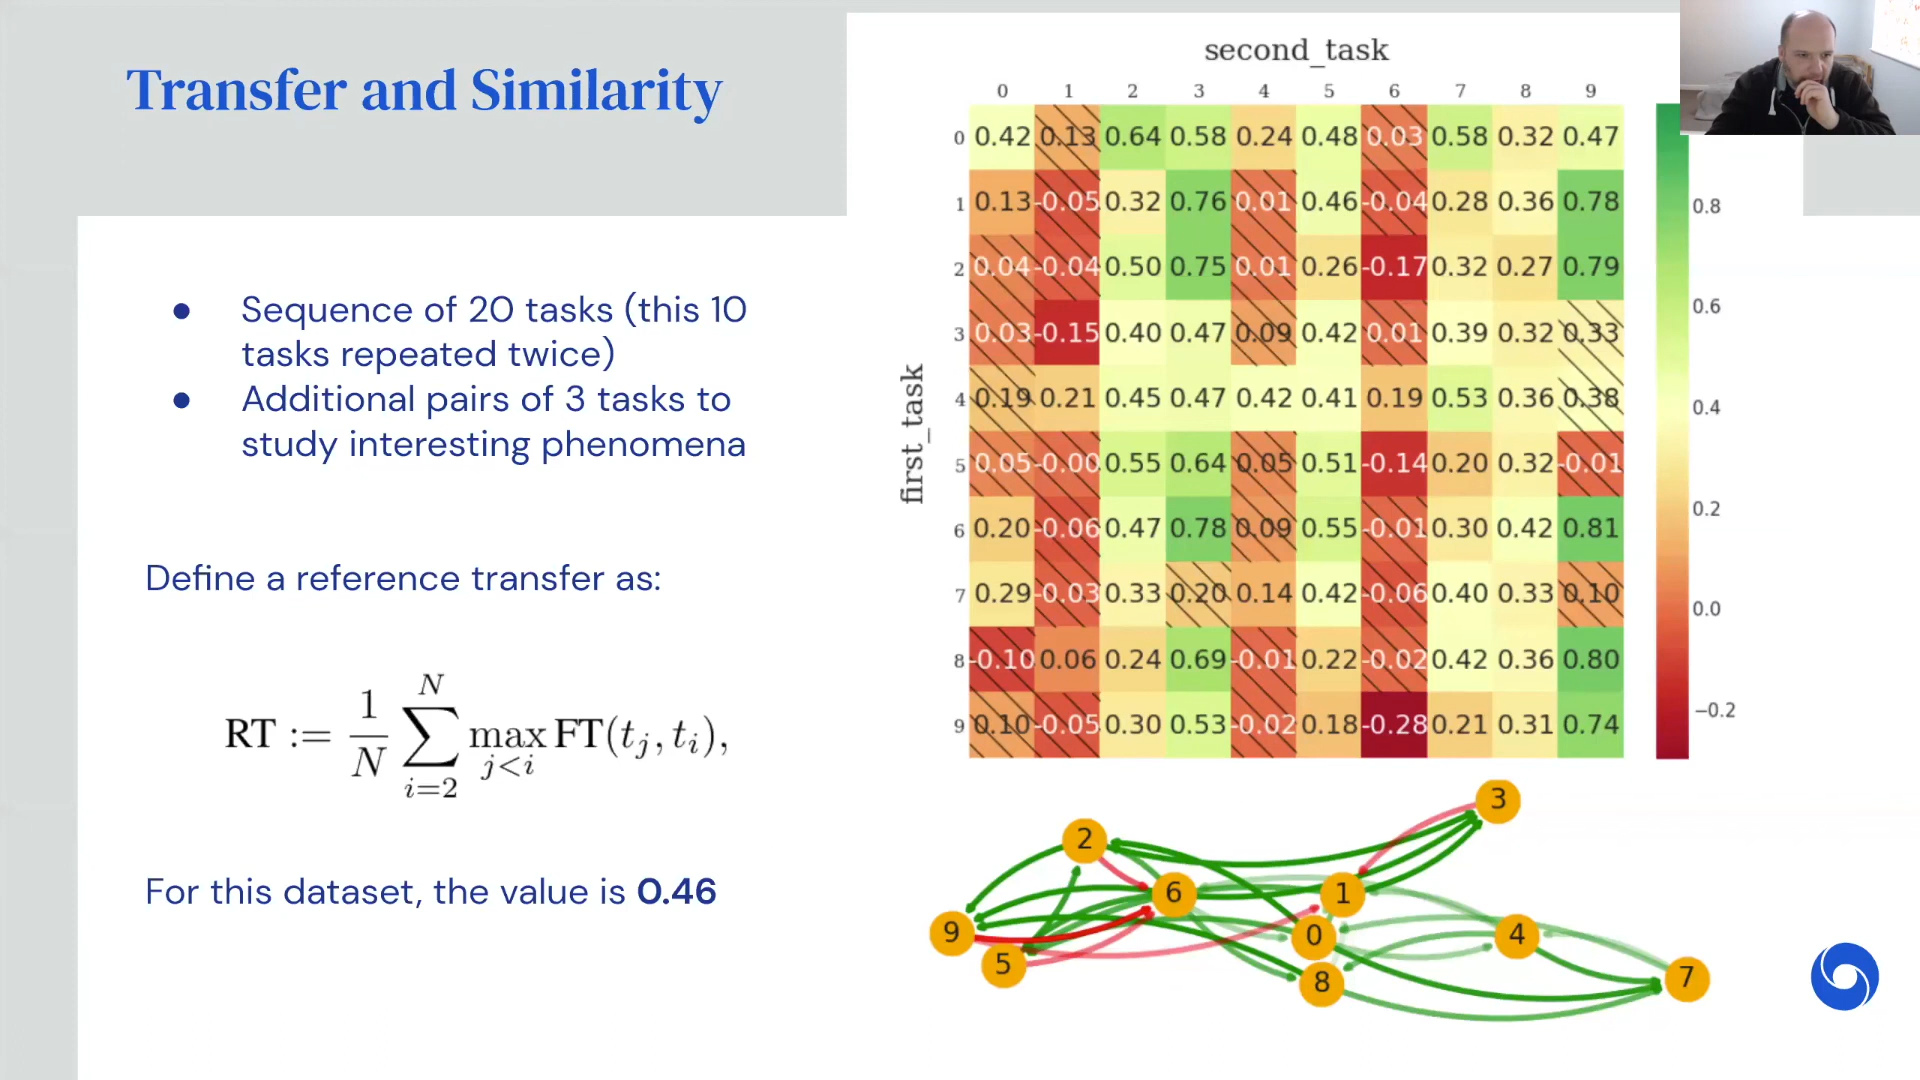 Transfer and Similarity
● Sequence of 20 tasks (this 10
tasks repeated twice)
● Additional pairs of 3 tasks to
study interesting phenomena
Define a reference transfer as:
RT := 1/N ∑_{i=2}^{N} max_{j<i} FT(t_j, t_i),
For this dataset, the value is 0.46
second_task
0 1 2 3 4 5 6 7 8 9
first_task
0 0.42 0.13 0.64 0.58 0.24 0.48 0.03 0.58 0.32 0.47
1 0.13 -0.05 0.32 0.76 0.01 0.46 -0.04 0.28 0.36 0.78
2 0.04 -0.04 0.50 0.75 0.01 0.26 -0.17 0.32 0.27 0.79
3 0.03 -0.15 0.40 0.47 0.09 0.42 0.01 0.39 0.32 0.33
4 0.19 0.21 0.45 0.47 0.42 0.41 0.19 0.53 0.36 0.38
5 0.05 -0.00 0.55 0.64 0.05 0.51 -0.14 0.20 0.32 -0.01
6 0.20 -0.06 0.47 0.78 0.09 0.55 -0.01 0.30 0.42 0.81
7 0.29 -0.03 0.33 0.20 0.14 0.42 -0.06 0.40 0.33 0.10
8 -0.10 0.06 0.24 0.69 -0.01 0.22 -0.02 0.42 0.36 0.80
9 0.10 -0.05 0.30 0.53 -0.02 0.18 -0.28 0.21 0.31 0.74
0.8
0.6
0.4
0.2
0.0
−0.2
3
2
6
1
9
0
4
5
8
7